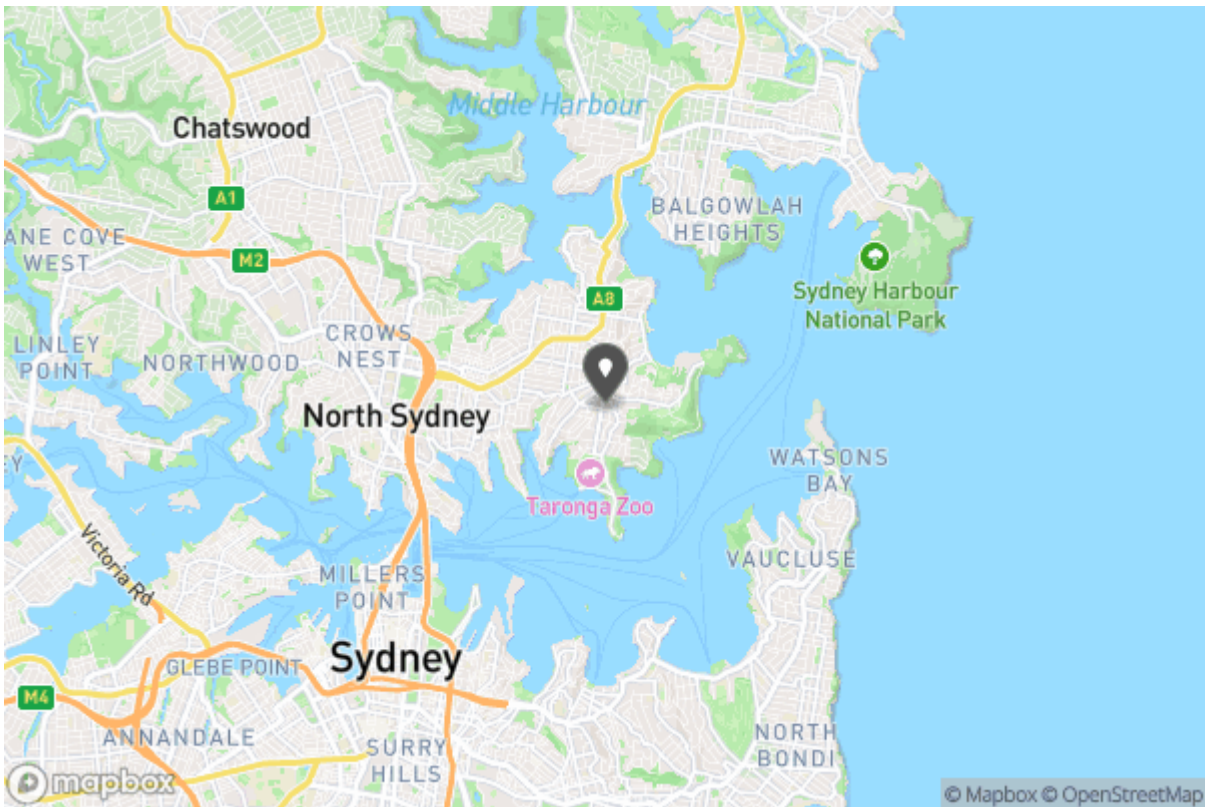 Middle Harbour
Chatswood
A1
BALGOWLAH
HEIGHTS
ANE COVE
WEST
M2
Sydney Harbour
National Park
A8
CROWS
NEST
LINLEY
POINT
NORTHWOOD
North Sydney
WATSONS
BAY
EY
Taronga Zoo
Victoria Rd
VAUCLUSE
MILLERS
POINT
Sydney
GLEBE POINT
M4
ANNANDALE
SURRY
HILLS
NORTH
BONDI
mapbox
© Mapbox © OpenStreetMap